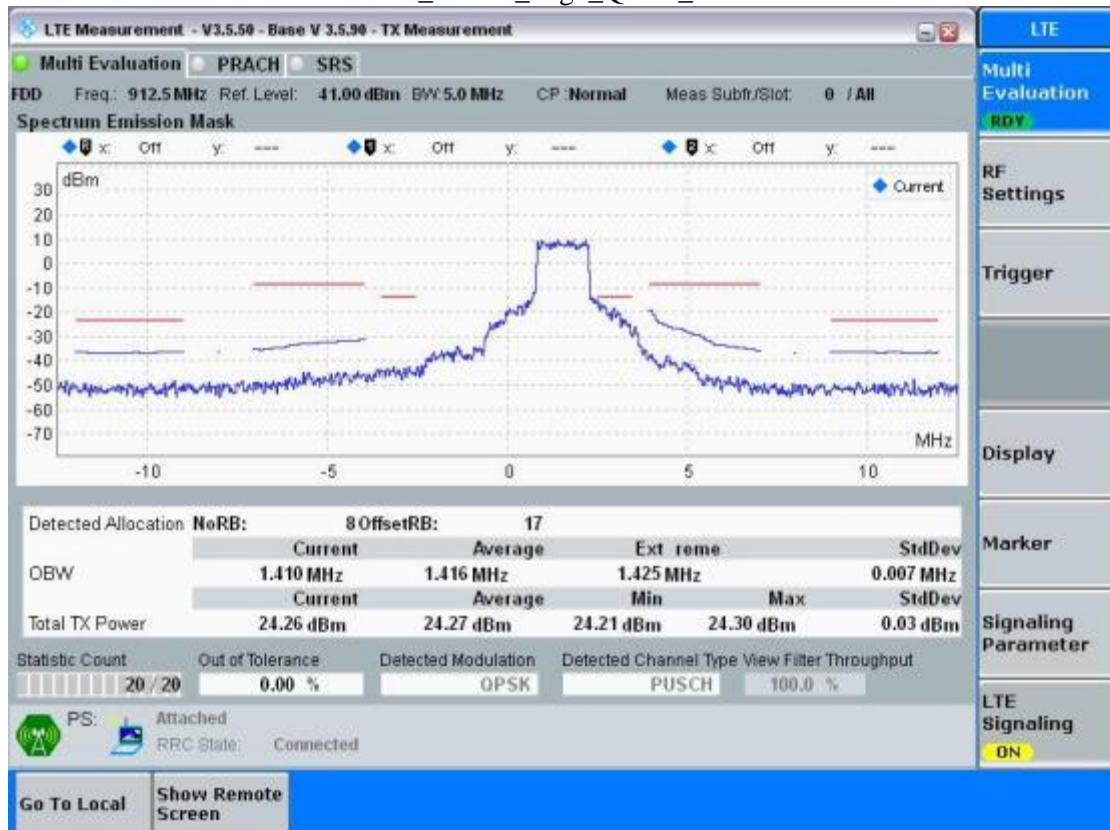 LTE Measurement - V3.5.50 - Base V 3.5.90 - TX Measurement
LTE
Multi Evaluation PRACH SRS
Multi
Evaluation
RDY
FDD Freq.: 912.5 MHz Ref. Level: 41.00 dBm BW: 5.0 MHz CP :Normal Meas Subfr/Slot: 0 / All
Spectrum Emission Mask
x: Off y: --- x: Off y: --- x: Off y: ---
dBm
Current
30
20
10
0
-10
-20
-30
-40
-50
-60
-70
MHz
-10 -5 0 5 10
RF
Settings
Trigger
Display
Marker
Signaling
Parameter
LTE
Signaling
ON
Detected Allocation NoRB: 8 OffsetRB: 17
Current Average Ext reme StdDev
OBW 1.410 MHz 1.416 MHz 1.425 MHz 0.007 MHz
Current Average Min Max StdDev
Total TX Power 24.26 dBm 24.27 dBm 24.21 dBm 24.30 dBm 0.03 dBm
Statistic Count Out of Tolerance Detected Modulation Detected Channel Type View Filter Throughput
20 / 20 0.00 % QPSK PUSCH 100.0 %
PS: Attached
RRC State: Connected
Go To Local
Show Remote
Screen